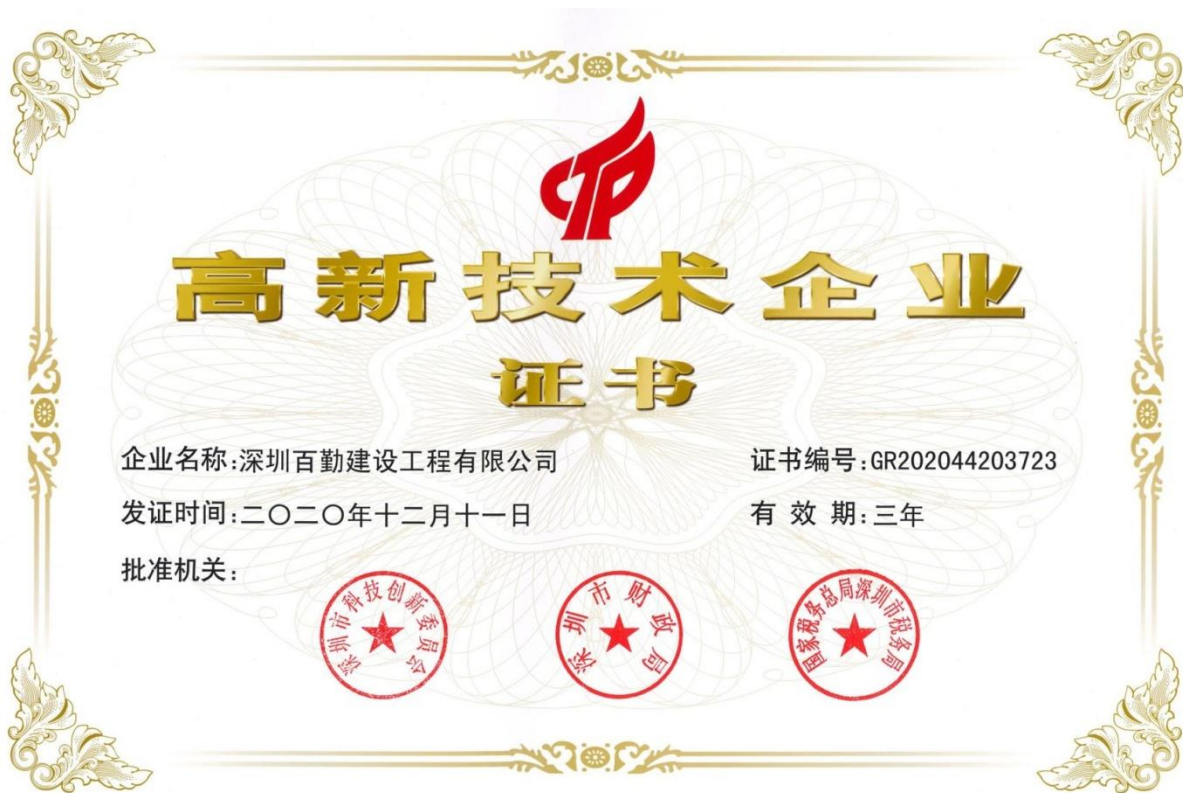 CTP
高新技术企业
证书
企业名称:深圳百勤建设工程有限公司
证书编号:GR202044203723
发证时间:二〇二〇年十二月十一日
有 效 期:三年
批准机关:
深圳市科技创新委员会
深圳市财政局
国家税务总局深圳市税务局